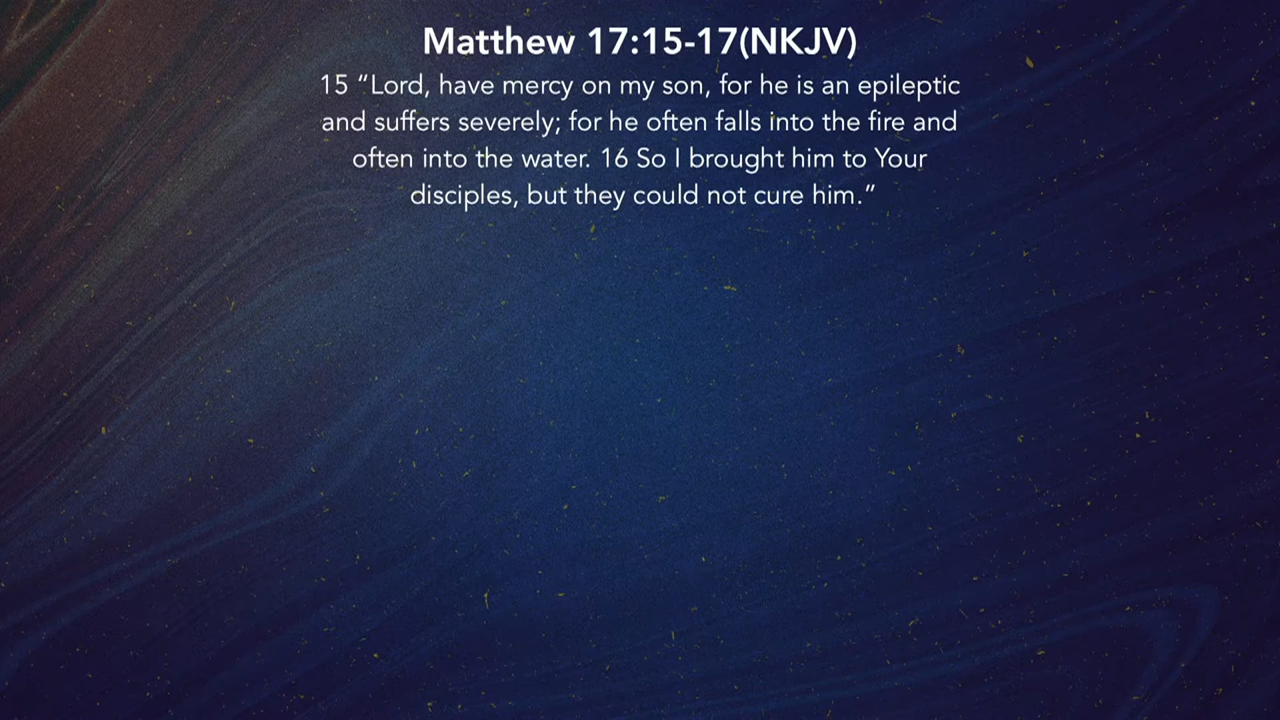 Matthew 17:15-17(NKJV)
15 “Lord, have mercy on my son, for he is an epileptic
and suffers severely; for he often falls into the fire and
often into the water. 16 So I brought him to Your
disciples, but they could not cure him.”